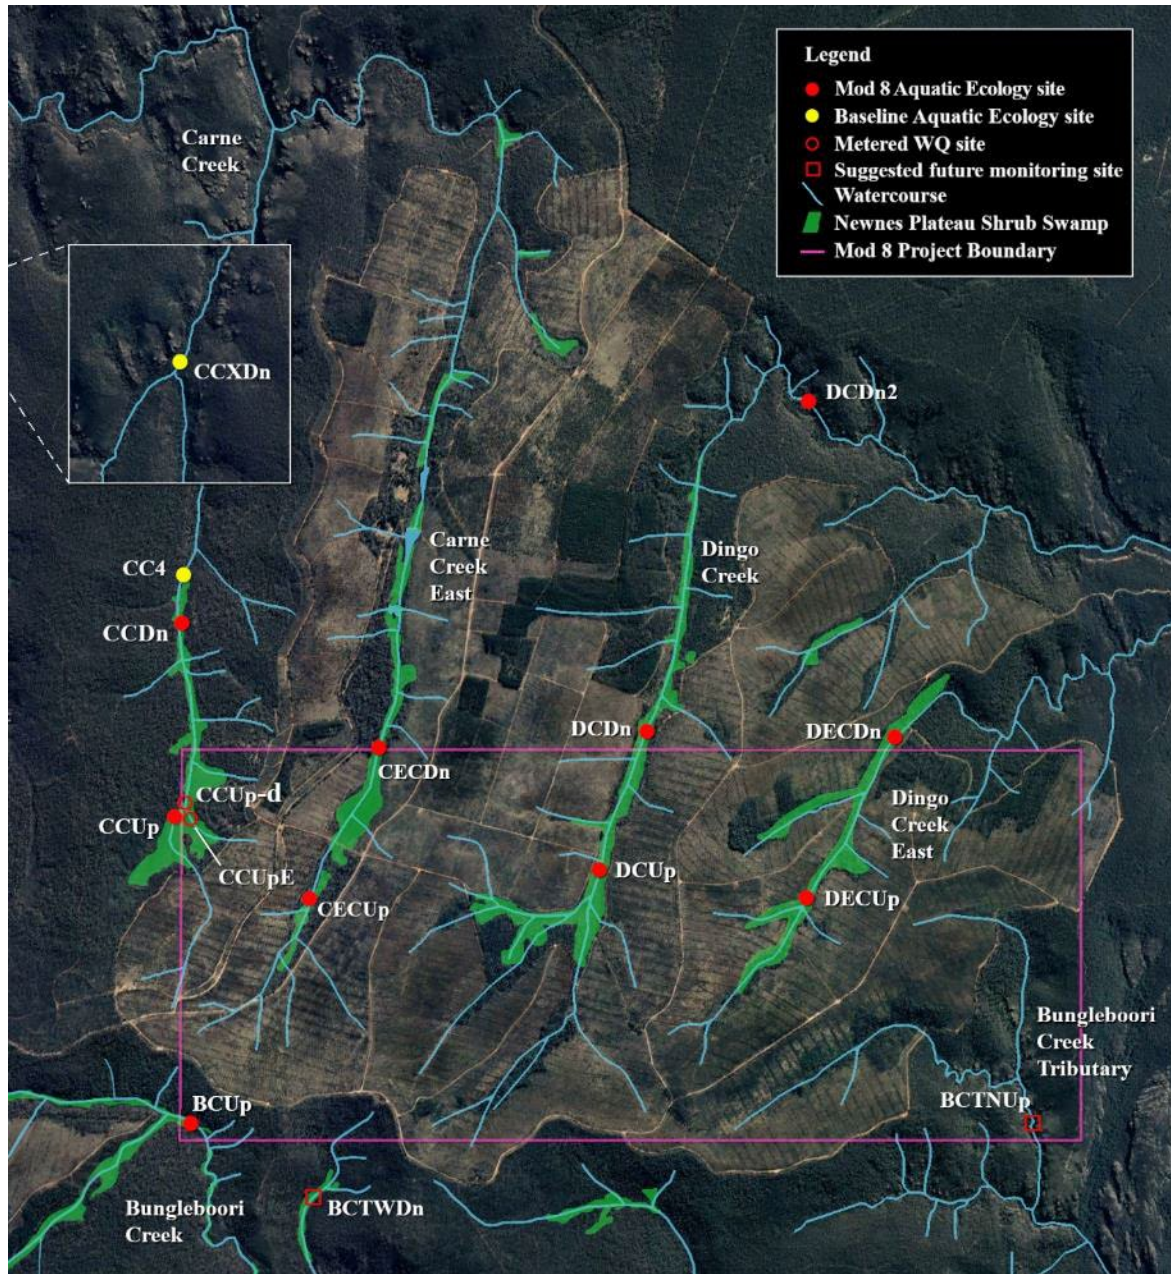 Legend
Mod 8 Aquatic Ecology site
Baseline Aquatic Ecology site
Metered WQ site
Suggested future monitoring site
Watercourse
Newnes Plateau Shrub Swamp
Mod 8 Project Boundary
Carne
Creek
CCXDn
DCDn2
CC4
Carne
Creek
East
Dingo
Creek
CCDn
DCDn
DECDn
CECDn
CCUp-d
CCUp
Dingo
Creek
East
CCUpE
DCUp
CECUp
DECUp
Bungleboori
Creek
Tributary
BCUp
BCTNUp
Bungleboori
Creek
BCTWDn